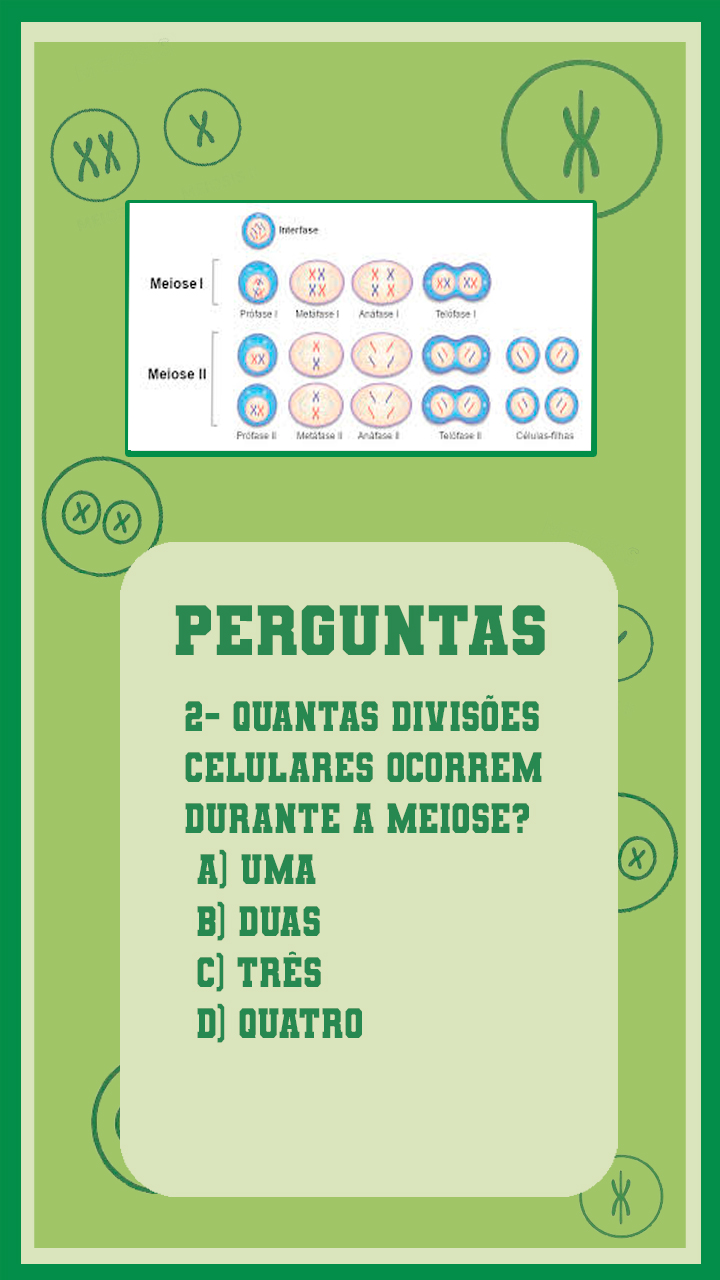 Interfase
Meiose I
Prófase I Metáfase I Anáfase I Telófase I
Meiose II
Prófase II Metáfase II Anáfase II Telófase II Células-filhas
PERGUNTAS
2- QUANTAS DIVISÕES
CELULARES OCORREM
DURANTE A MEIOSE?
A) UMA
B) DUAS
C) TRÊS
D) QUATRO